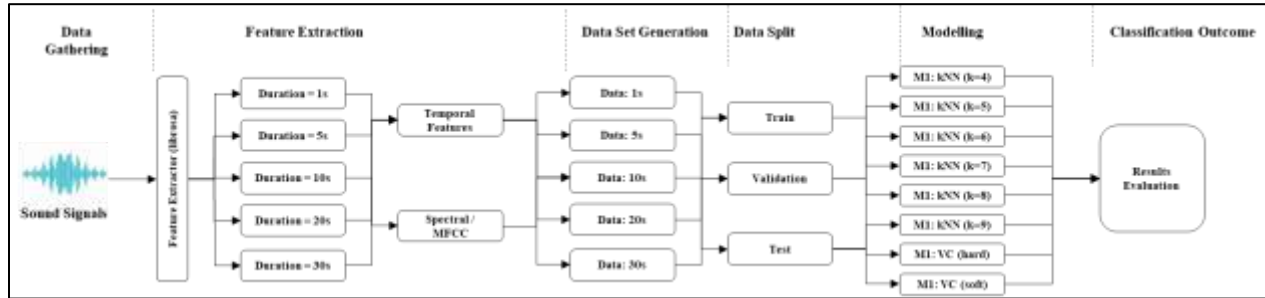 Data
Gathering
Feature Extraction
Data Set Generation
Data Split
Modelling
Classification Outcome
Sound Signals
Feature Extractor (librosa)
Duration = 1s
Duration = 5s
Duration = 10s
Duration = 20s
Duration = 30s
Temporal
Features
Spectral /
MFCC
Data: 1s
Data: 5s
Data: 10s
Data: 20s
Data: 30s
Train
Validation
Test
M1: kNN (k=4)
M1: kNN (k=5)
M1: kNN (k=6)
M1: kNN (k=7)
M1: kNN (k=8)
M1: kNN (k=9)
M1: VC (hard)
M1: VC (soft)
Results
Evaluation